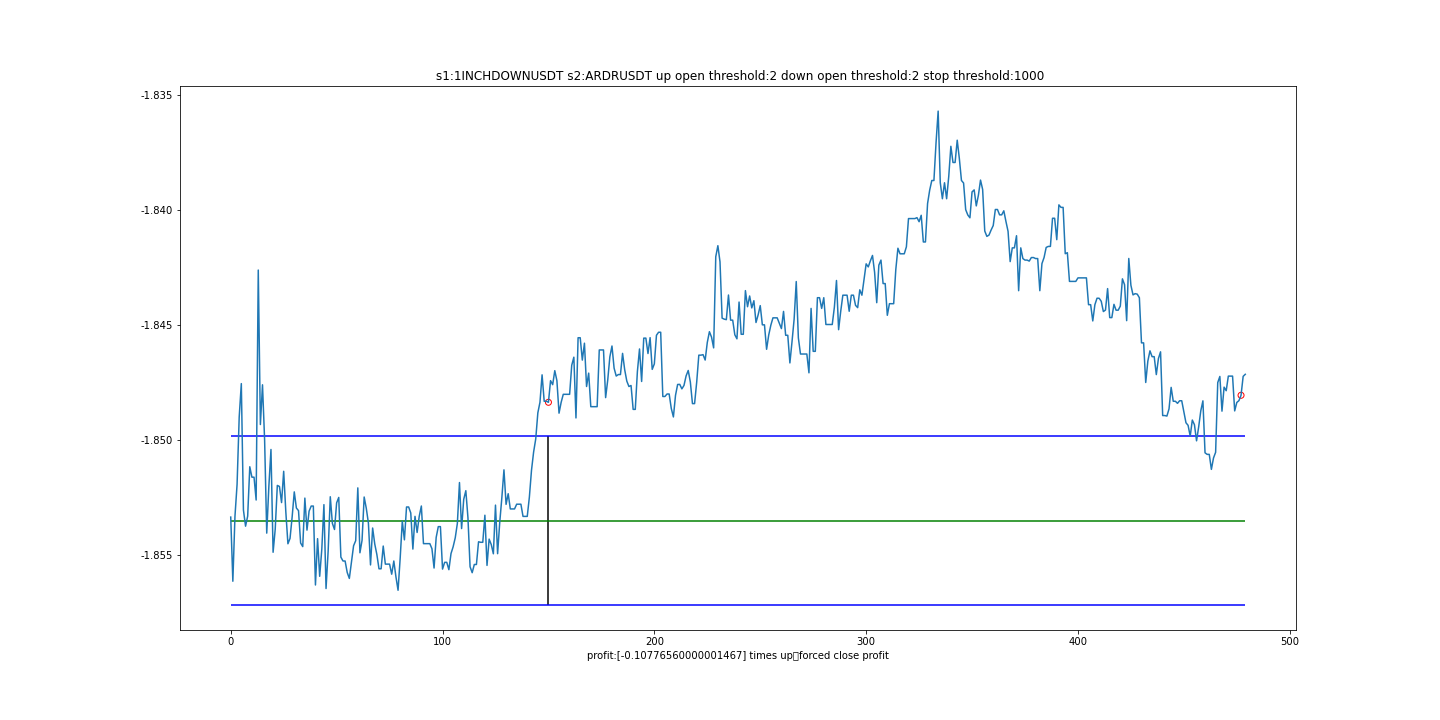 s1:1INCHDOWNUSDT s2:ARDRUSDT up open threshold:2 down open threshold:2 stop threshold:1000
-1.835
-1.840
-1.845
-1.850
-1.855
0 100 200 300 400 500
profit:[-0.10776560000001467] times up▯forced close profit